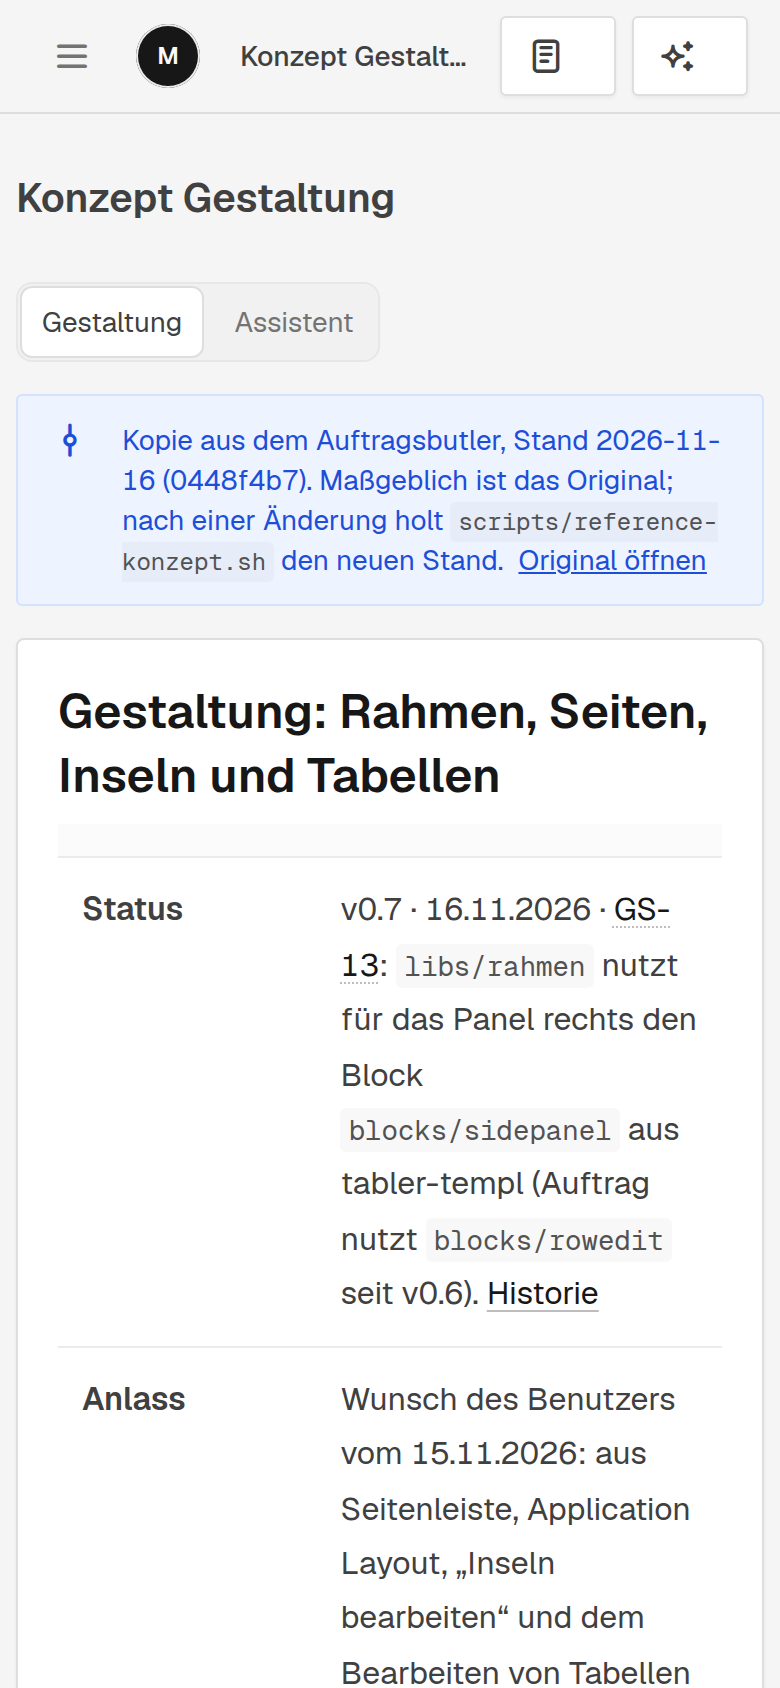 M
Konzept Gestalt...
Konzept Gestaltung
Gestaltung
Assistent
Kopie aus dem Auftragsbutler, Stand 2026-11-
16 (0448f4b7). Maßgeblich ist das Original;
nach einer Änderung holt scripts/reference-
konzept.sh den neuen Stand. Original öffnen
Gestaltung: Rahmen, Seiten,
Inseln und Tabellen
Status
v0.7 · 16.11.2026 · GS-
13: libs/rahmen nutzt
für das Panel rechts den
Block
blocks/sidepanel aus
tabler-templ (Auftrag
nutzt blocks/rowedit
seit v0.6). Historie
Anlass
Wunsch des Benutzers
vom 15.11.2026: aus
Seitenleiste, Application
Layout, „Inseln
bearbeiten“ und dem
Bearbeiten von Tabellen